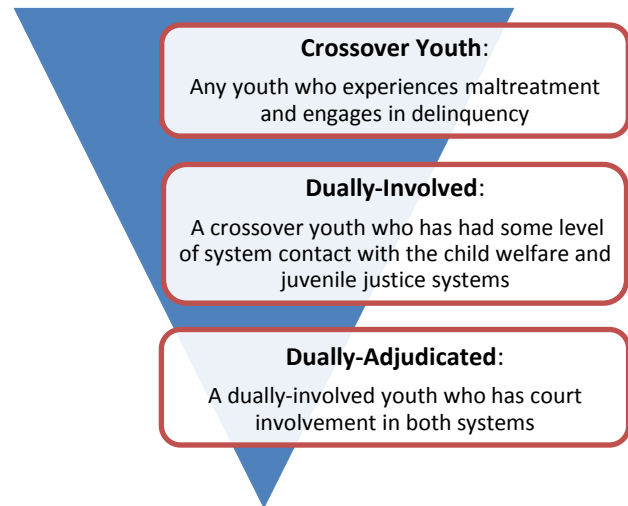 Crossover Youth:
Any youth who experiences maltreatment
and engages in delinquency
Dually-Involved:
A crossover youth who has had some level
of system contact with the child welfare and
juvenile justice systems
Dually-Adjudicated:
A dually-involved youth who has court
involvement in both systems